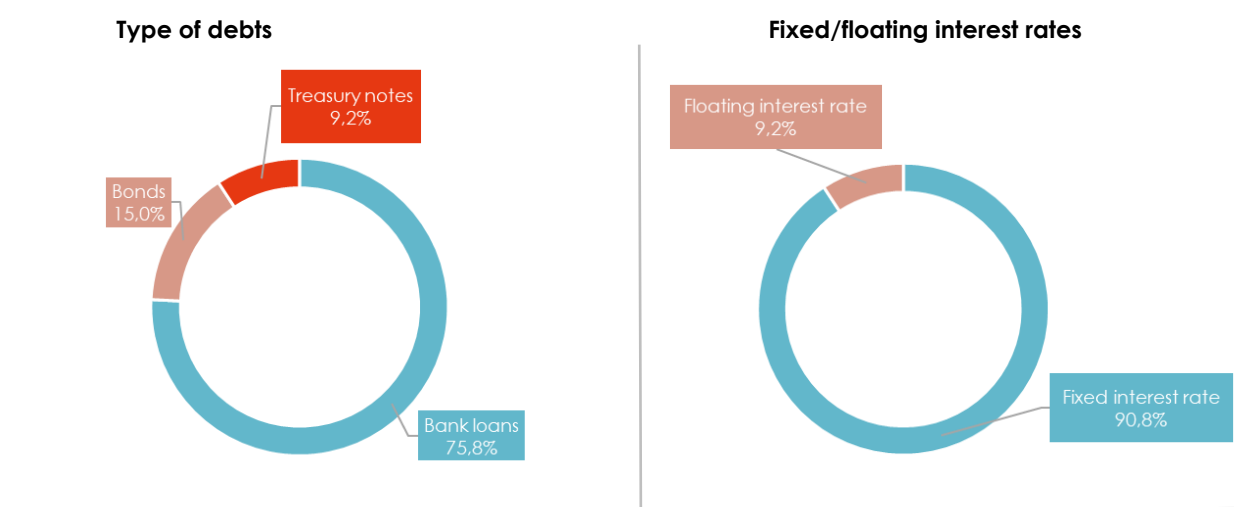 Type of debts
Treasury notes
9,2%
Bonds
15,0%
Bank loans
75,8%
Fixed/floating interest rates
Floating interest rate
9,2%
Fixed interest rate
90,8%